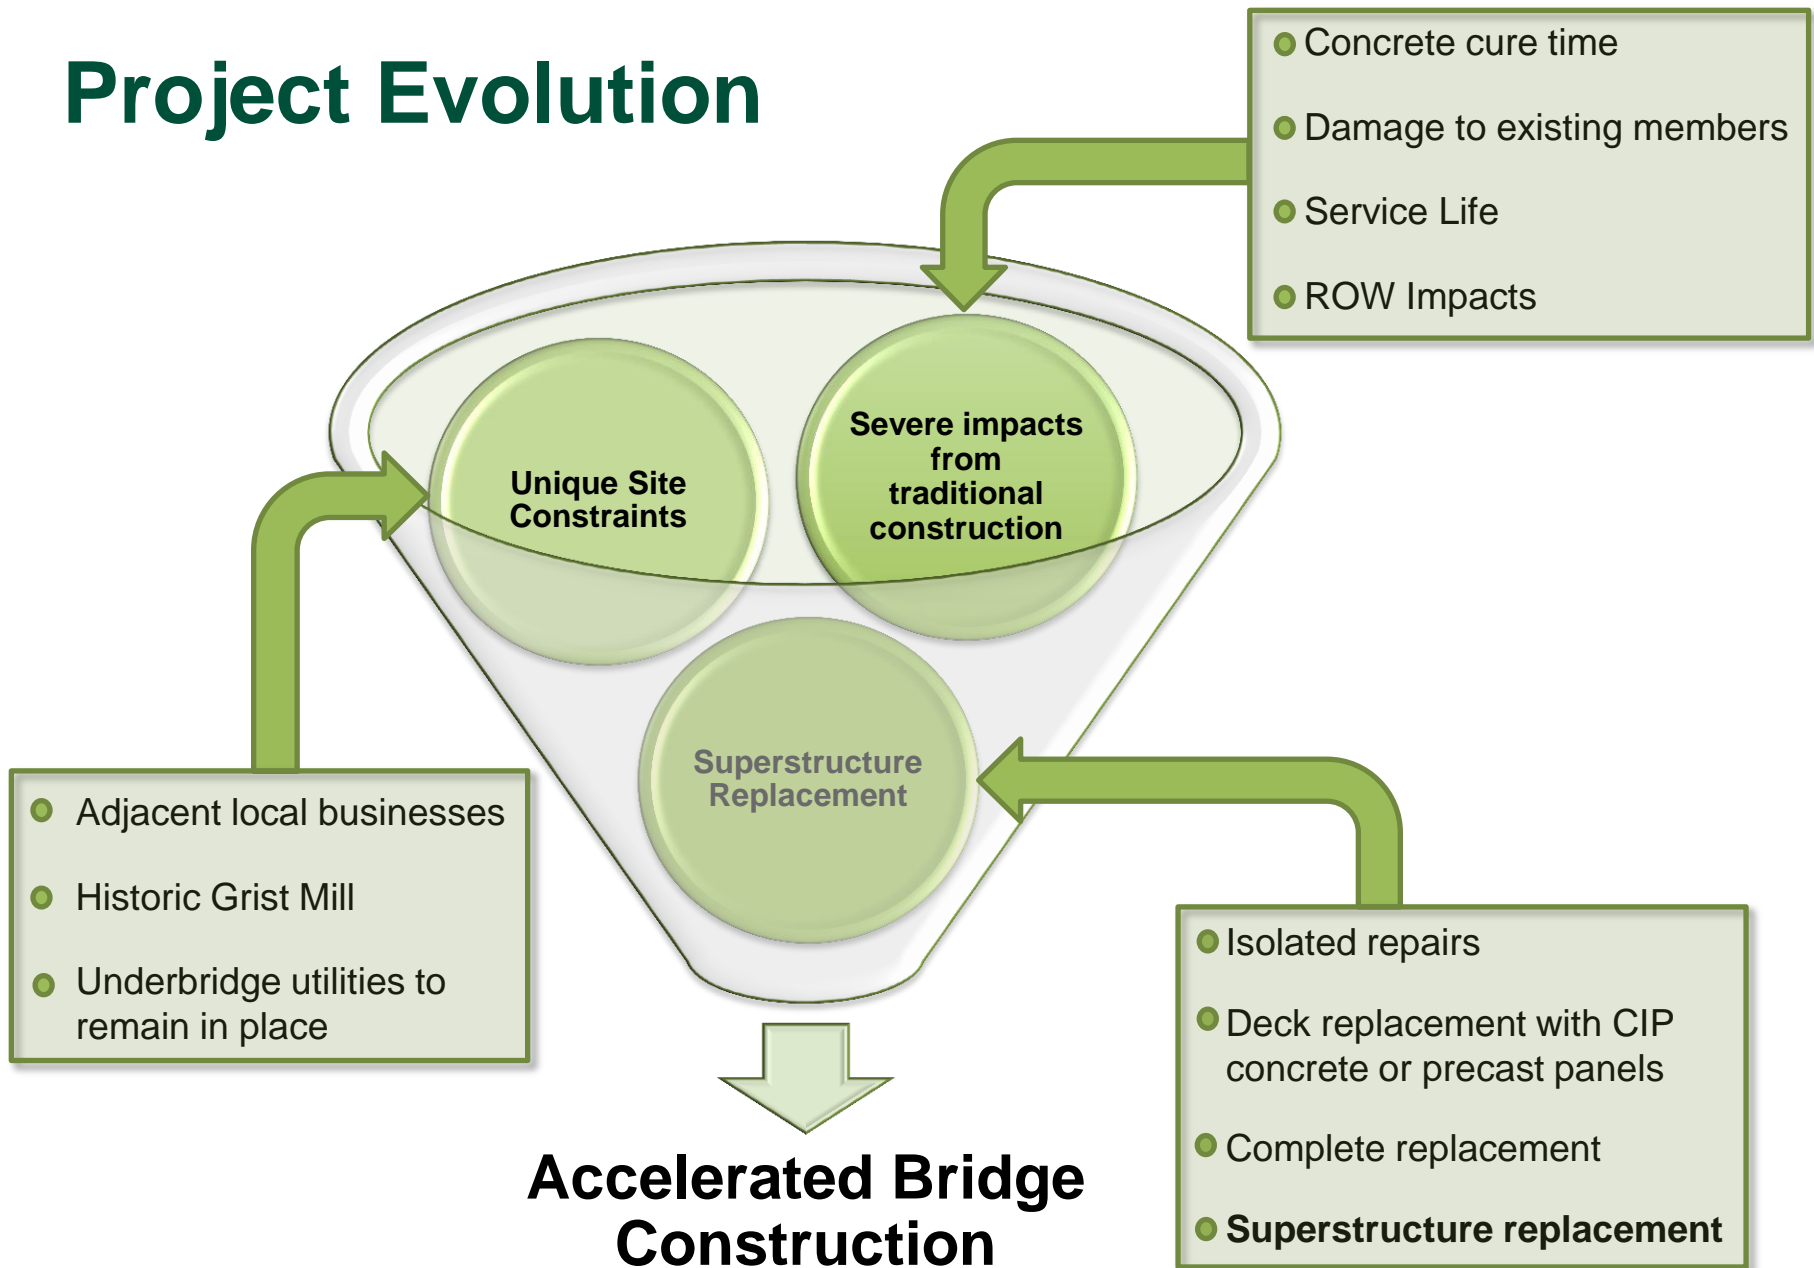 Project Evolution
Concrete cure time
Damage to existing members
Service Life
ROW Impacts
Severe impacts
from
traditional
construction
Unique Site
Constraints
Superstructure
Replacement
Adjacent local businesses
Historic Grist Mill
Underbridge utilities to
remain in place
Isolated repairs
Deck replacement with CIP
concrete or precast panels
Complete replacement
Superstructure replacement
Accelerated Bridge
Construction